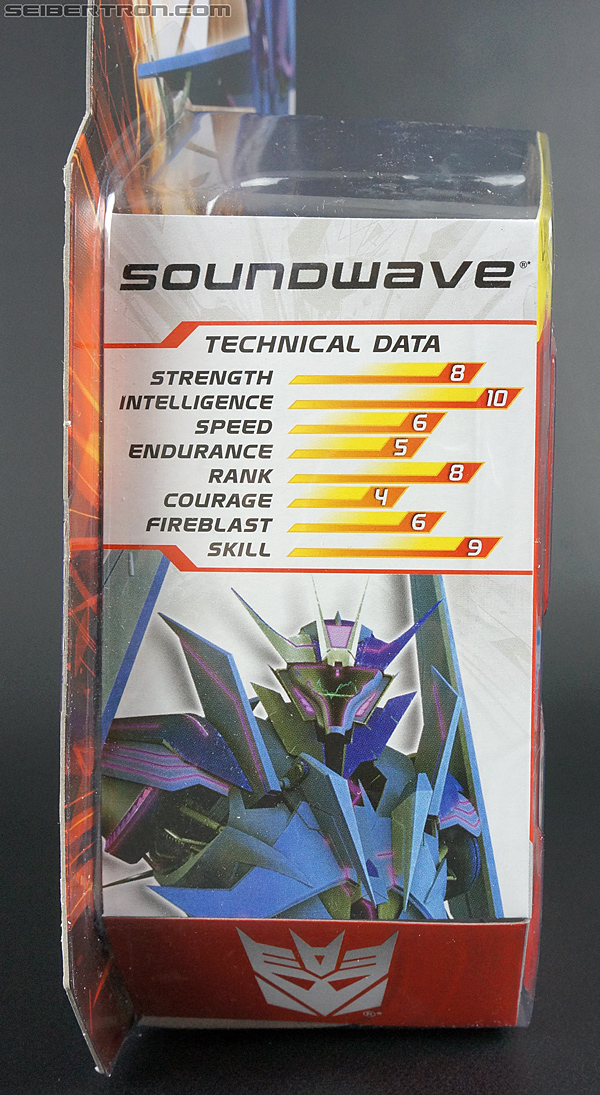 SEIBERTRON.COM
SOUNDWAVE®*
TECHNICAL DATA
STRENGTH 8
INTELLIGENCE 10
SPEED 6
ENDURANCE 5
RANK 8
COURAGE 4
FIREBLAST 6
SKILL 9
®*